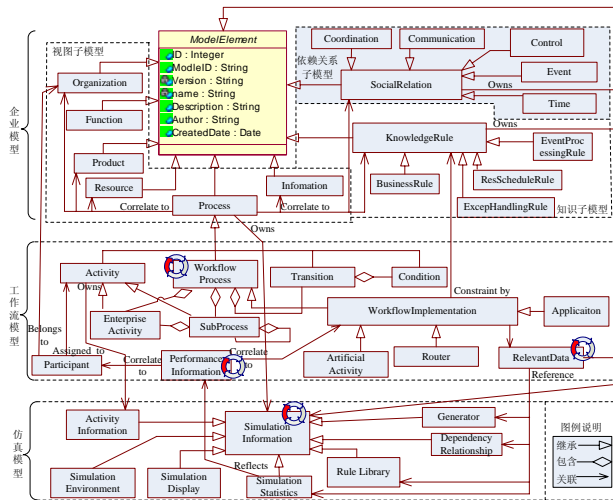 ModelElement
ID : Integer
ModleID : String
Version : String
name : String
Description : String
Author : String
CreatedDate : Date
视图子模型
Organization
Function
Product
Resource
Correlate to
Process
Correlate to
Infomation
Owns
Coordination
Communication
Control
依赖关系
子模型
SocialRelation
Event
Owns
Time
Owns
KnowledgeRule
EventProc
essingRule
BusinessRule
ResScheduleRule
ExcepHandlingRule
知识子模型
企业模型
工作流模型
Activity
Owns
Workflow
Process
Transition
Condition
Constraint by
Enterprise
Activity
SubProcess
WorkflowImplementation
Applicaiton
Belongs
to
Assigned to
Participant
Correlate
to
Performance
Information
Correlate
to
Artificial
Activity
Router
RelevantData
Reference
仿真模型
Activity
Information
Simulation
Information
Generator
Dependency
Relationship
Simulation
Environment
Simulation
Display
Reflects
Simulation
Statistics
Rule Library
图例说明
继承
包含
关联